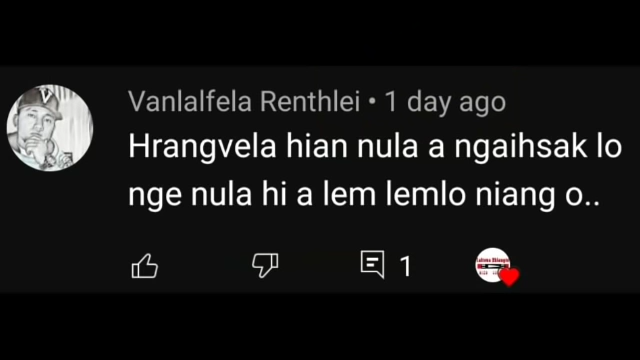 Vanlalfela Renthlei • 1 day ago
Hrangvela hian nula a ngaihsak lo
nge nula hi a lem lemlo niang o..
1